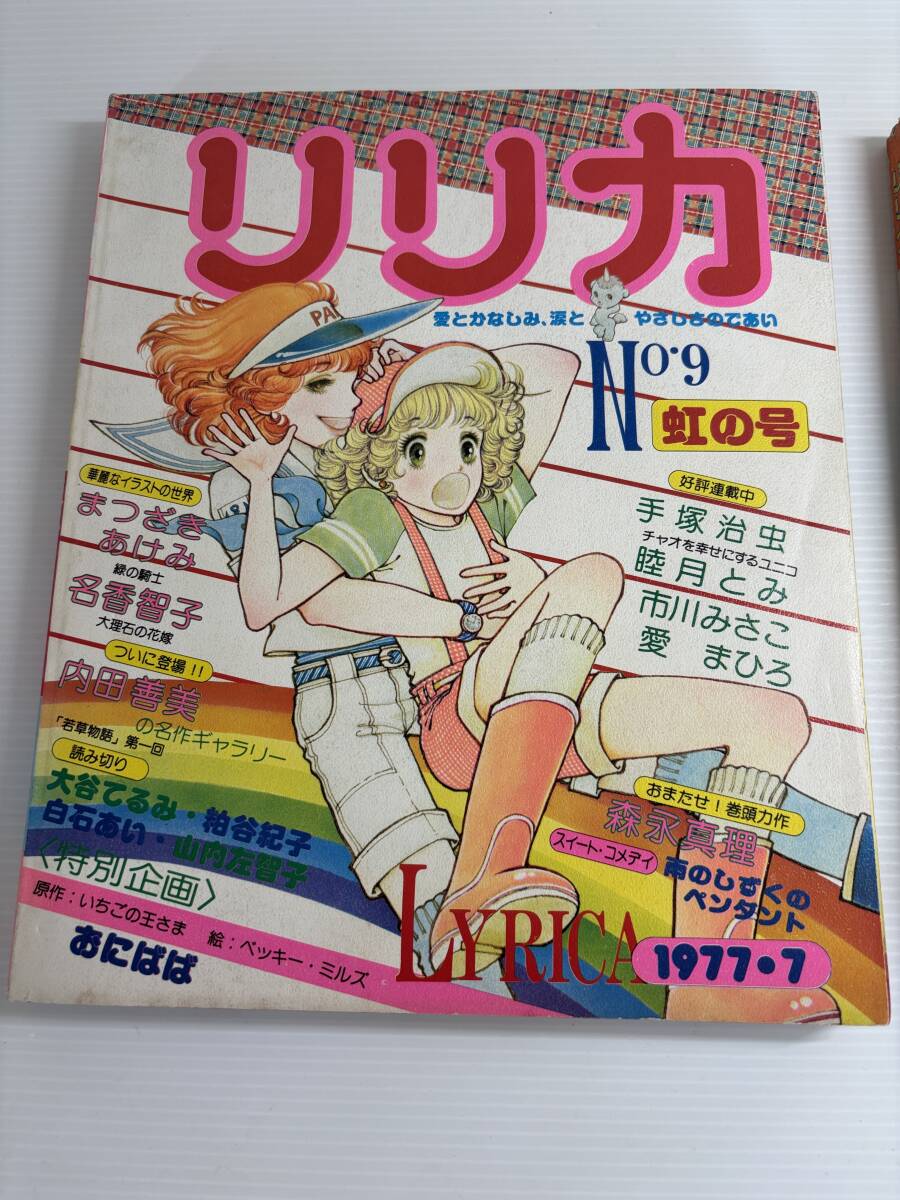 リリカ
愛とかなしみ、涙と やさしさのであい
No.9
虹の号
PA
華麗なイラストの世界
まつざき
あけみ
緑の騎士
名香智子
大理石の花嫁
ついに登場!!
内田善美
の名作ギャラリー
「若草物語」第一回
読み切り
大谷てるみ・粕谷紀子
白石あい・山内左智子
〈特別企画〉
原作:いちごの王さま 絵:ベッキー・ミルズ
おにばば
好評連載中
手塚治虫
チャオを幸せにするユニコ
睦月とみ
市川みさこ
愛 まひろ
おまたせ!巻頭力作
森永真理
スイート・コメディ
雨のしずくの
ペンダント
LYRICA
1977・7